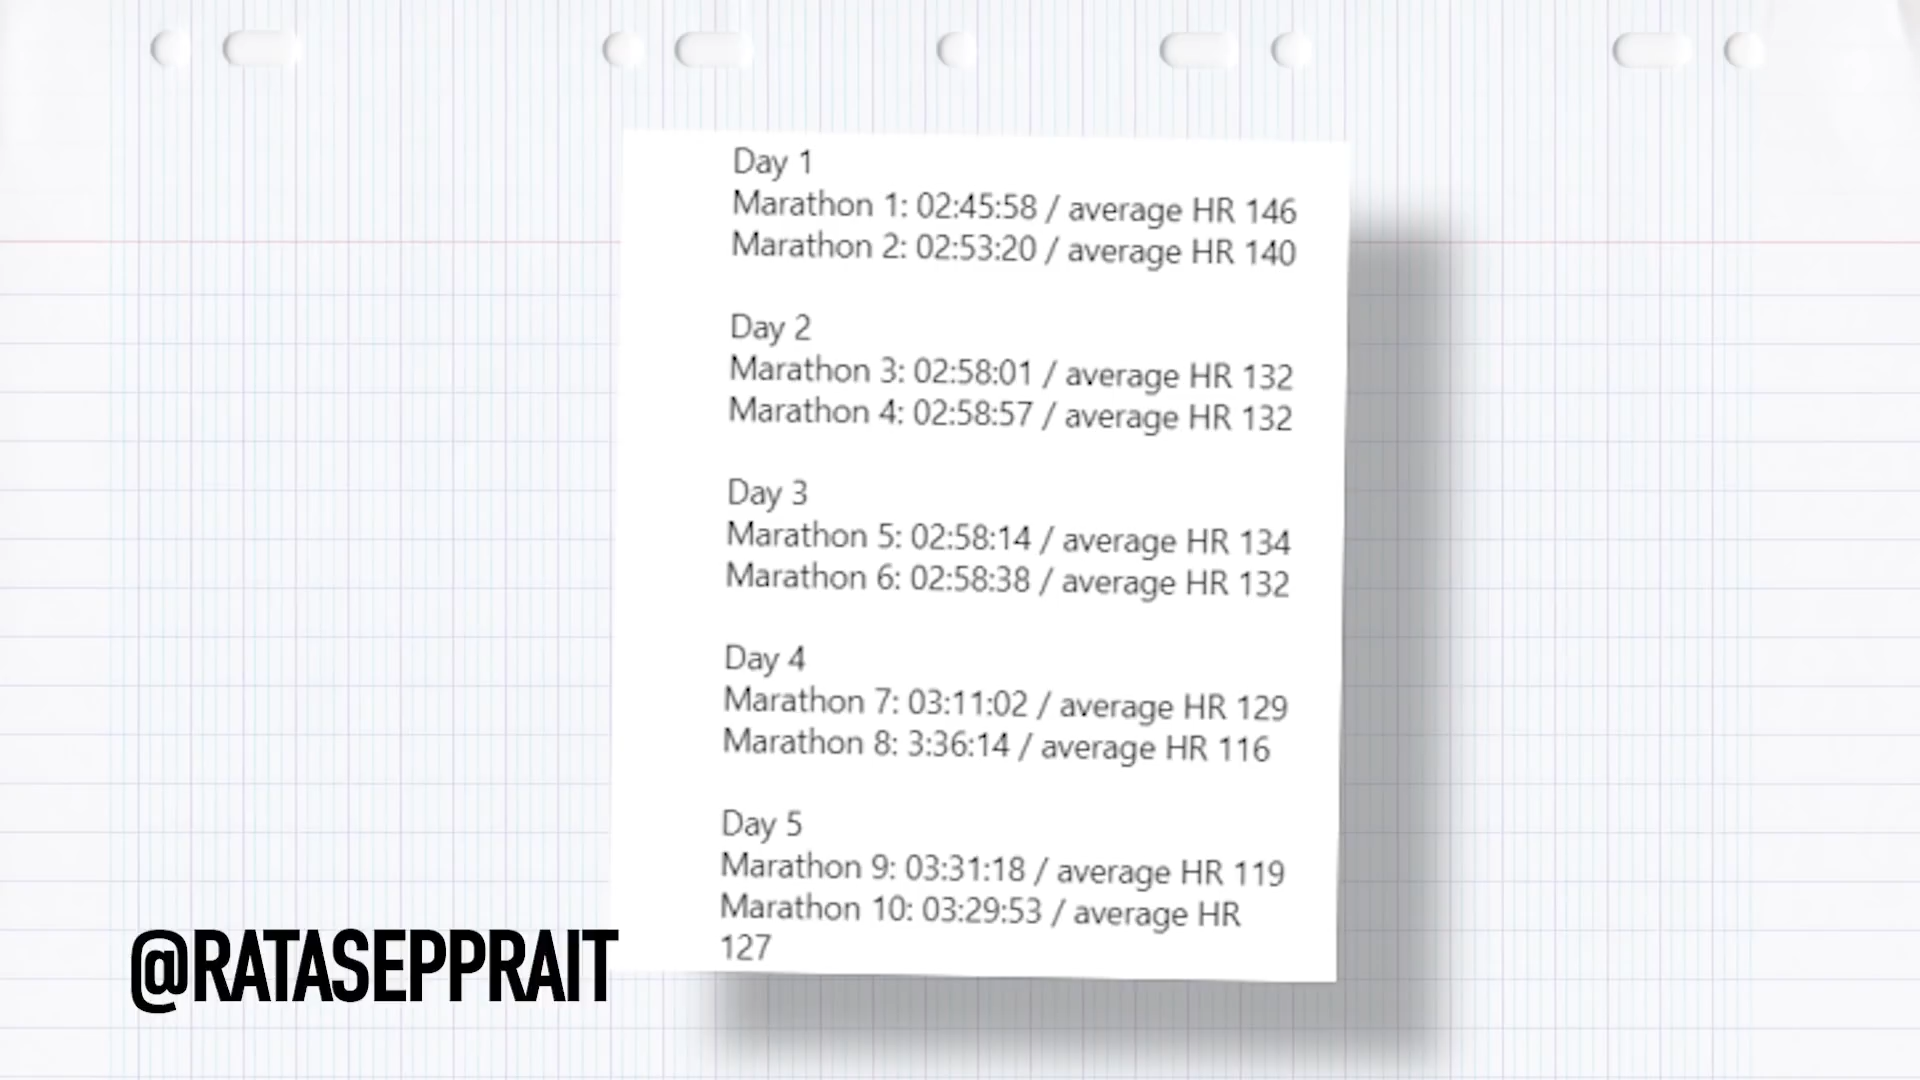 Day 1
Marathon 1: 02:45:58 / average HR 146
Marathon 2: 02:53:20 / average HR 140
Day 2
Marathon 3: 02:58:01 / average HR 132
Marathon 4: 02:58:57 / average HR 132
Day 3
Marathon 5: 02:58:14 / average HR 134
Marathon 6: 02:58:38 / average HR 132
Day 4
Marathon 7: 03:11:02 / average HR 129
Marathon 8: 3:36:14 / average HR 116
Day 5
Marathon 9: 03:31:18 / average HR 119
Marathon 10: 03:29:53 / average HR
127
@RATASEPPRAIT